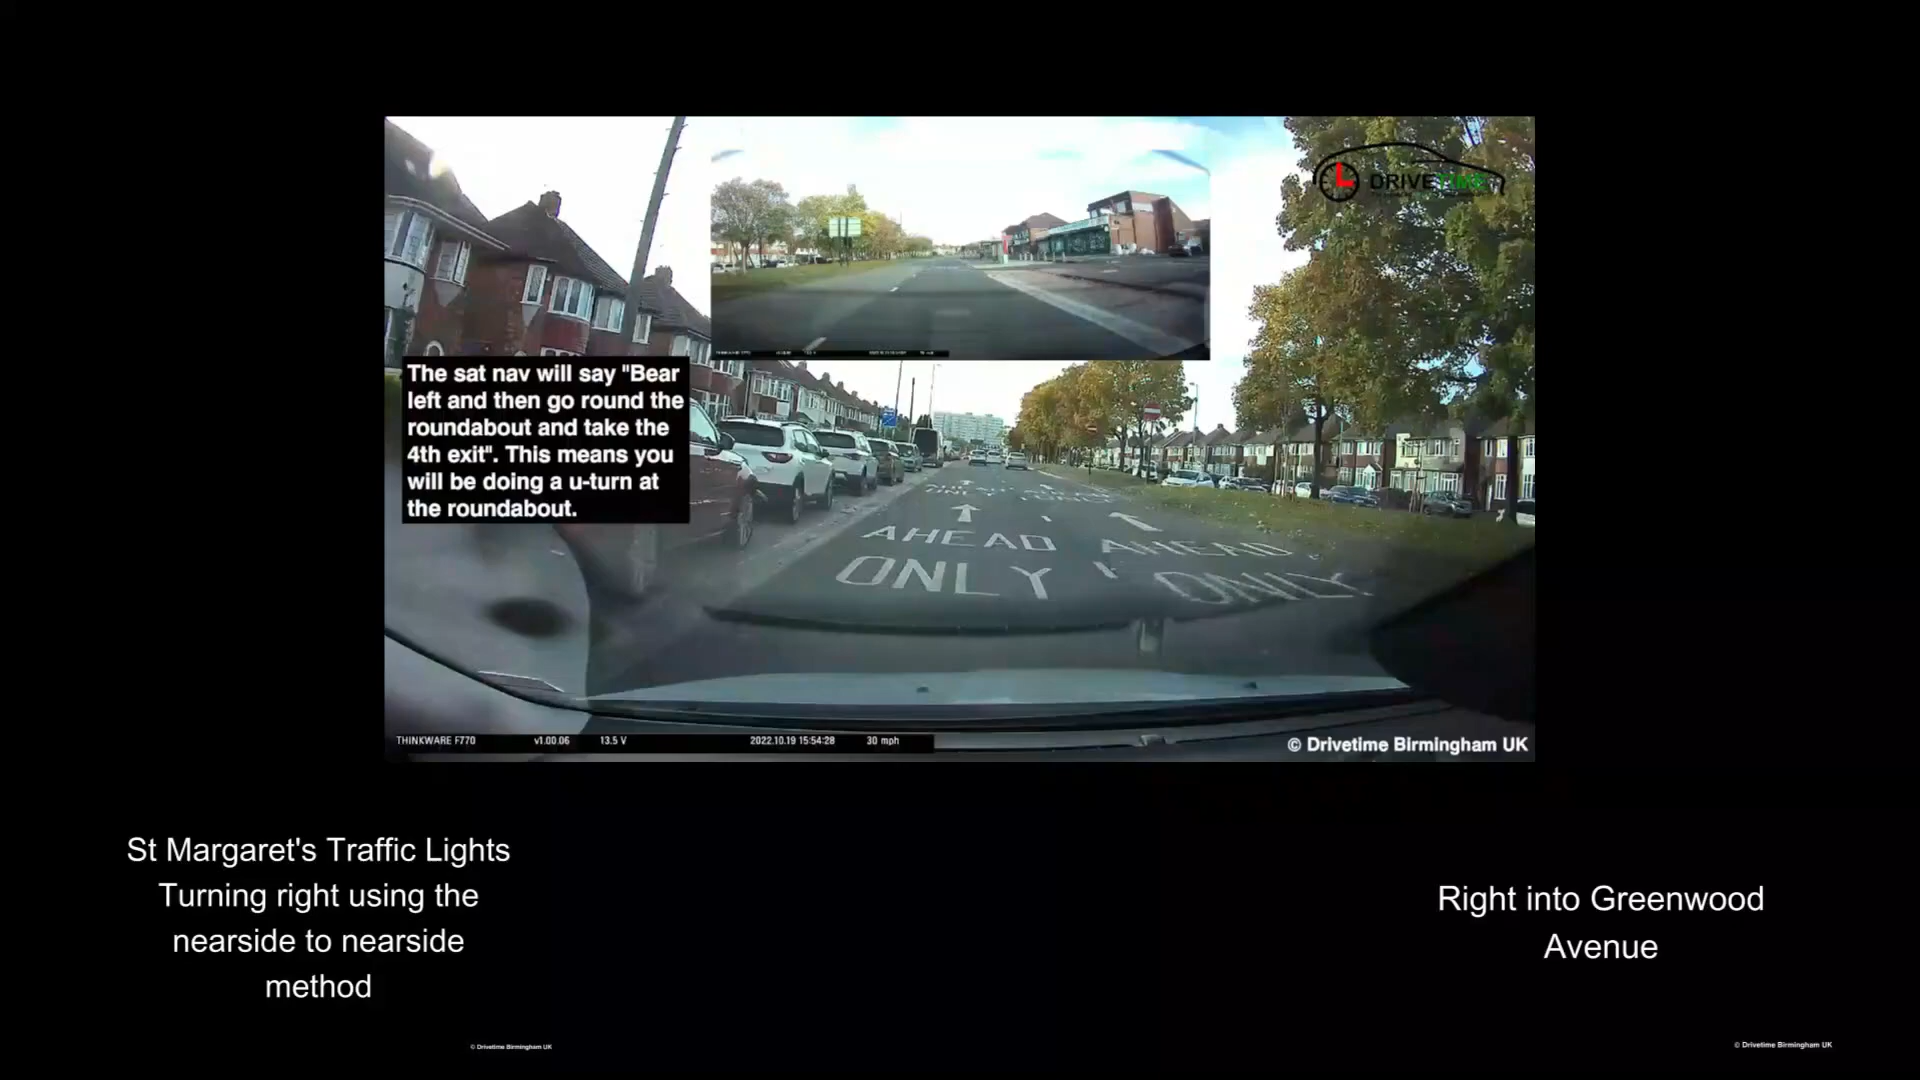 DRIVETIME
The sat nav will say "Bear
left and then go round the
roundabout and take the
4th exit". This means you
will be doing a u-turn at
the roundabout.
AHEAD AHEAD
ONLY ONLY
THINKWARE F770 v1.00.06 13.5 V 2022.10.19 15:54:28 30 mph
© Drivetime Birmingham UK
St Margaret's Traffic Lights
Turning right using the
nearside to nearside
method
Right into Greenwood
Avenue
© Drivetime Birmingham UK
© Drivetime Birmingham UK